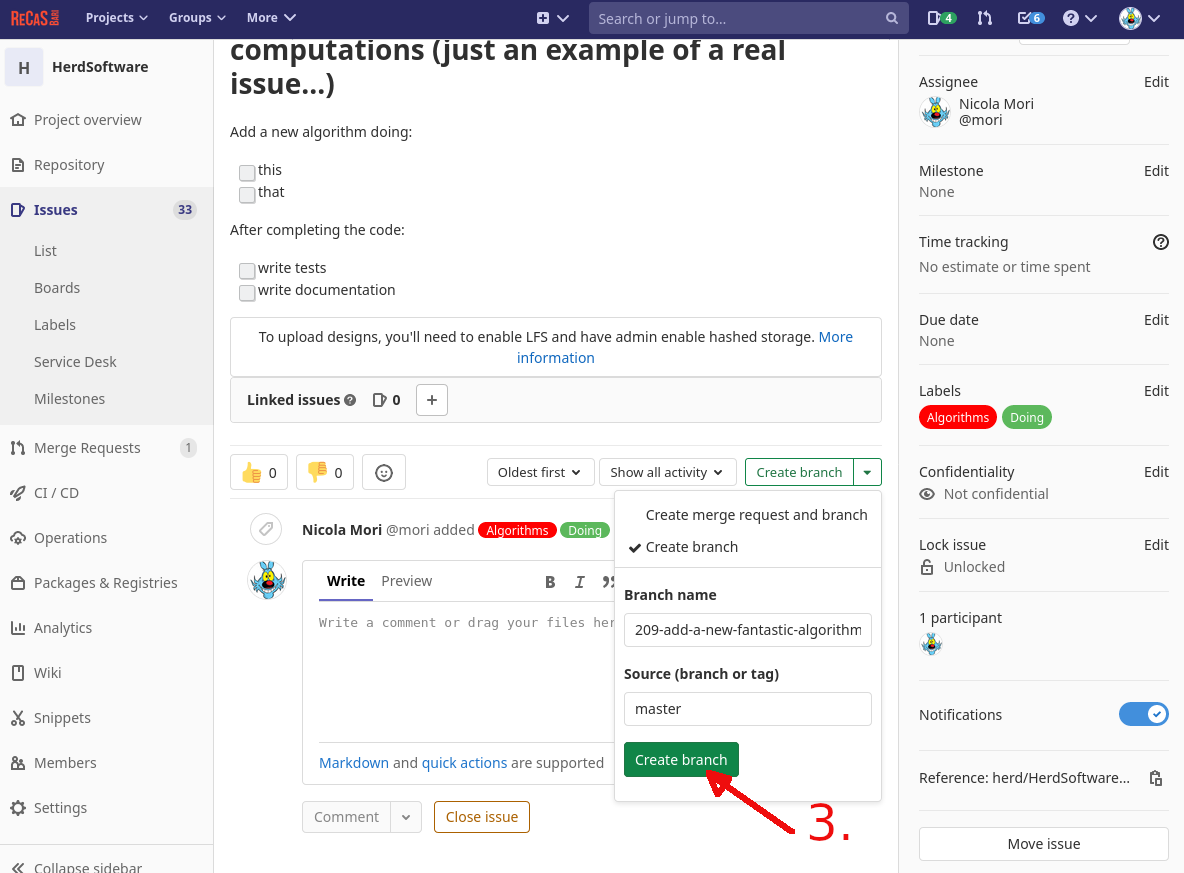 ReCaS BARI
Projects
Groups
More
Search or jump to...
4
6
H
HerdSoftware
Project overview
Repository
Issues
33
List
Boards
Labels
Service Desk
Milestones
Merge Requests
1
CI / CD
Operations
Packages & Registries
Analytics
Wiki
Snippets
Members
Settings
Collapse sidebar
computations (just an example of a real
issue...)
Add a new algorithm doing:
this
that
After completing the code:
write tests
write documentation
To upload designs, you'll need to enable LFS and have admin enable hashed storage. More
information
Linked issues
0
0
0
Oldest first
Show all activity
Create branch
Create merge request and branch
Create branch
Branch name
209-add-a-new-fantastic-algorithm
Source (branch or tag)
master
Create branch
3.
Nicola Mori @mori added Algorithms Doing
Write
Preview
B
I
Write a comment or drag your files her
Markdown and quick actions are supported
Comment
Close issue
Assignee
Edit
Nicola Mori
@mori
Milestone
Edit
None
Time tracking
No estimate or time spent
Due date
Edit
None
Labels
Edit
Algorithms
Doing
Confidentiality
Edit
Not confidential
Lock issue
Edit
Unlocked
1 participant
Notifications
Reference: herd/HerdSoftware...
Move issue